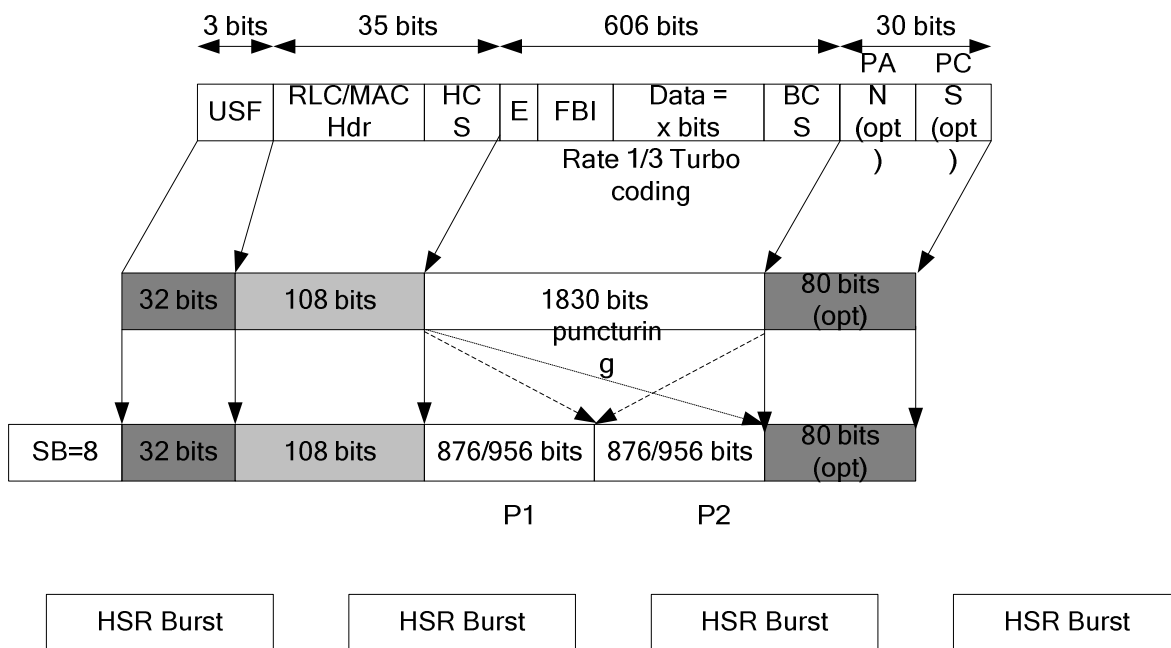 3 bits 35 bits 606 bits 30 bits
USF
RLC/MAC
Hdr
HC
S
E
FBI
Data =
x bits
BC
S
PA
N
(opt
)
PC
S
(opt
)
Rate 1/3 Turbo
coding
32 bits
108 bits
1830 bits
80 bits
(opt)
puncturin
g
SB=8
32 bits
108 bits
876/956 bits
876/956 bits
80 bits
(opt)
P1
P2
HSR Burst
HSR Burst
HSR Burst
HSR Burst